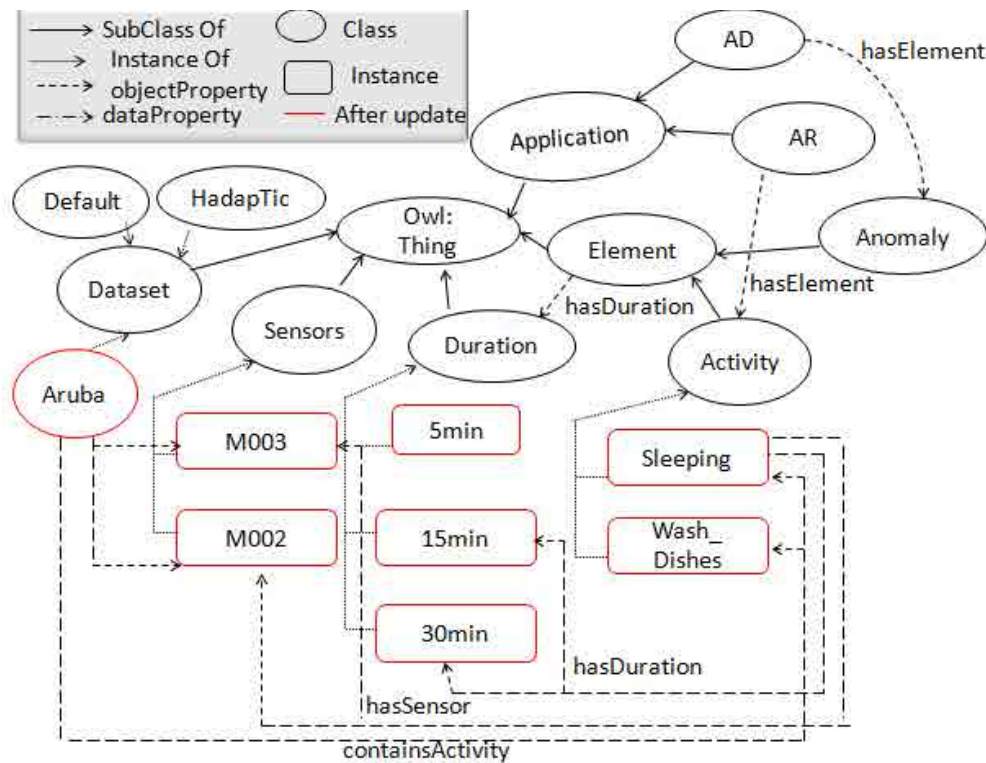 SubClass Of
Class
Instance Of
Instance
objectProperty
dataProperty
After update
AD
hasElement
Application
AR
Default
HadapTic
Owl:
Thing
Element
Anomaly
Dataset
hasDuration
hasElement
Sensors
Duration
Activity
Aruba
M003
5min
Sleeping
M002
15min
Wash_
Dishes
30min
hasDuration
hasSensor
containsActivity